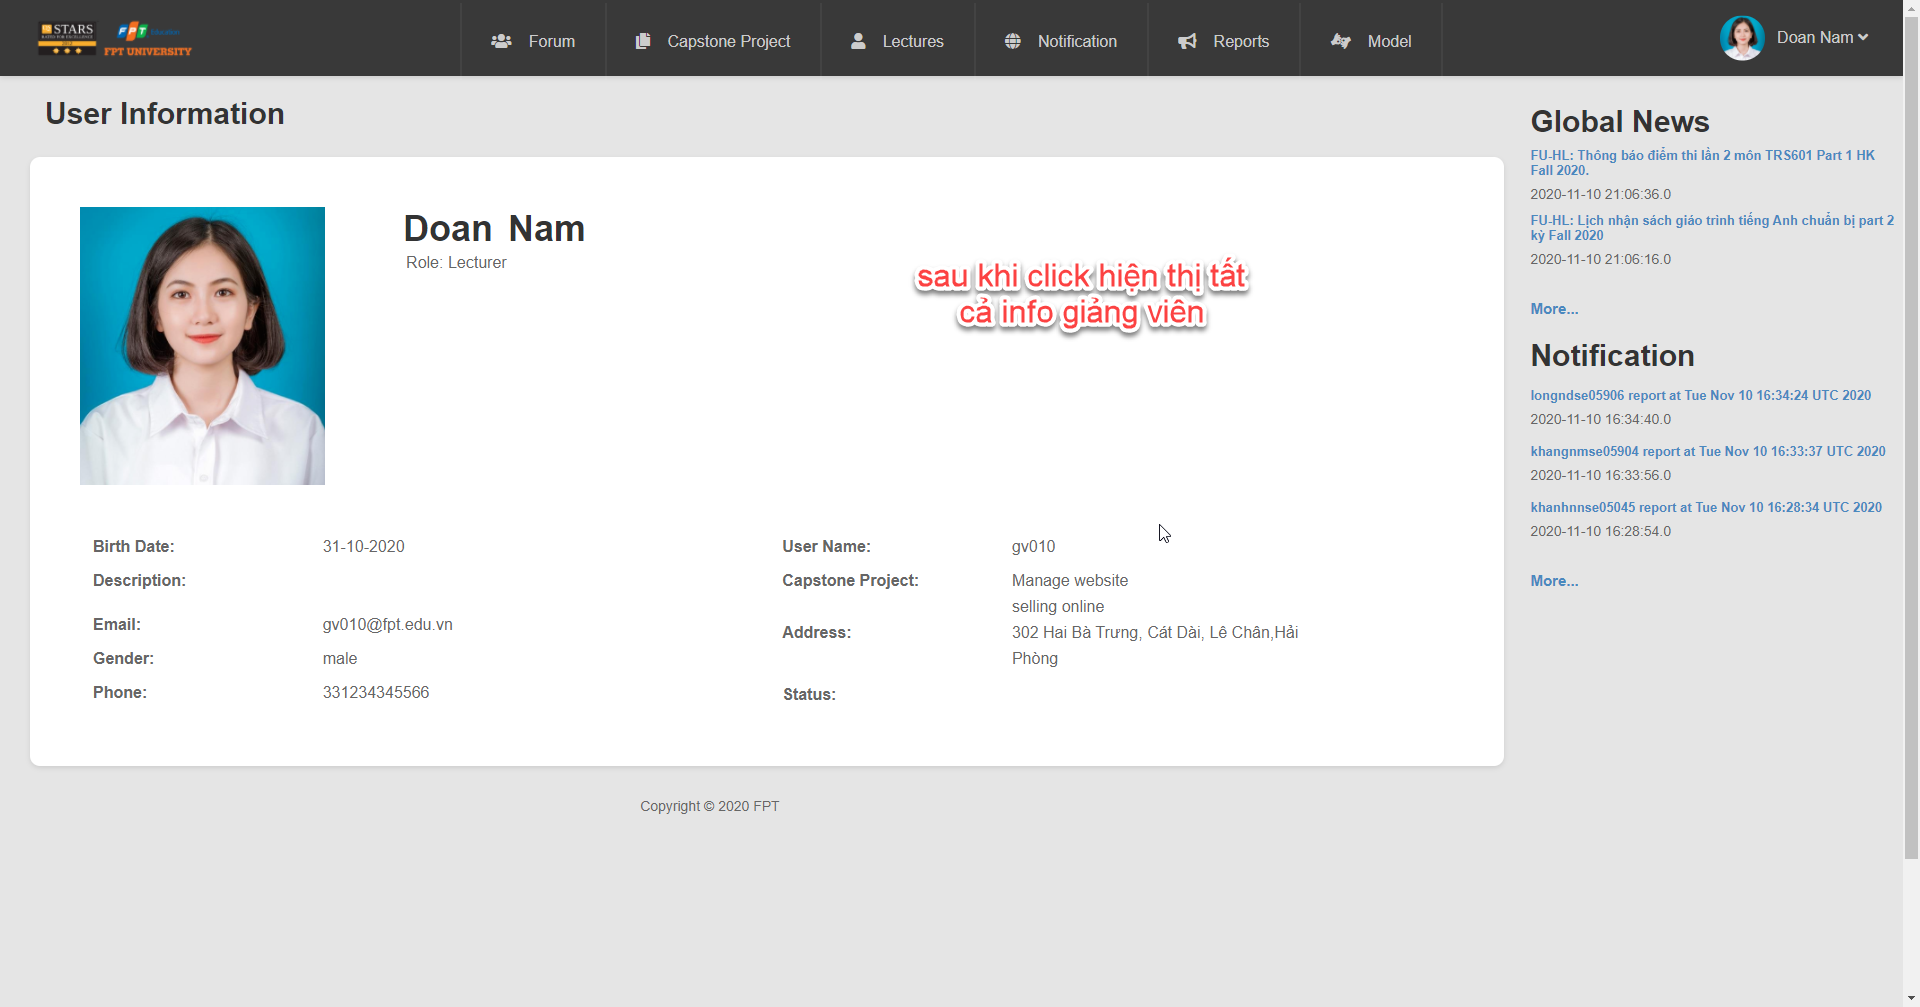 STARS
FPT Education
FPT UNIVERSITY
Forum
Capstone Project
Lectures
Notification
Reports
Model
Doan Nam
User Information
Doan Nam
Role: Lecturer
sau khi click hiện thị tất
cả info giảng viên
Birth Date: 31-10-2020
Description:
Email: gv010@fpt.edu.vn
Gender: male
Phone: 331234345566
User Name: gv010
Capstone Project: Manage website
selling online
Address: 302 Hai Bà Trưng, Cát Dài, Lê Chân,Hải
Phòng
Status:
Global News
FU-HL: Thông báo điểm thi lần 2 môn TRS601 Part 1 HK
Fall 2020.
2020-11-10 21:06:36.0
FU-HL: Lịch nhận sách giáo trình tiếng Anh chuẩn bị part 2
kỳ Fall 2020
2020-11-10 21:06:16.0
More...
Notification
longndse05906 report at Tue Nov 10 16:34:24 UTC 2020
2020-11-10 16:34:40.0
khangnmse05904 report at Tue Nov 10 16:33:37 UTC 2020
2020-11-10 16:33:56.0
khanhnnse05045 report at Tue Nov 10 16:28:34 UTC 2020
2020-11-10 16:28:54.0
More...
Copyright © 2020 FPT